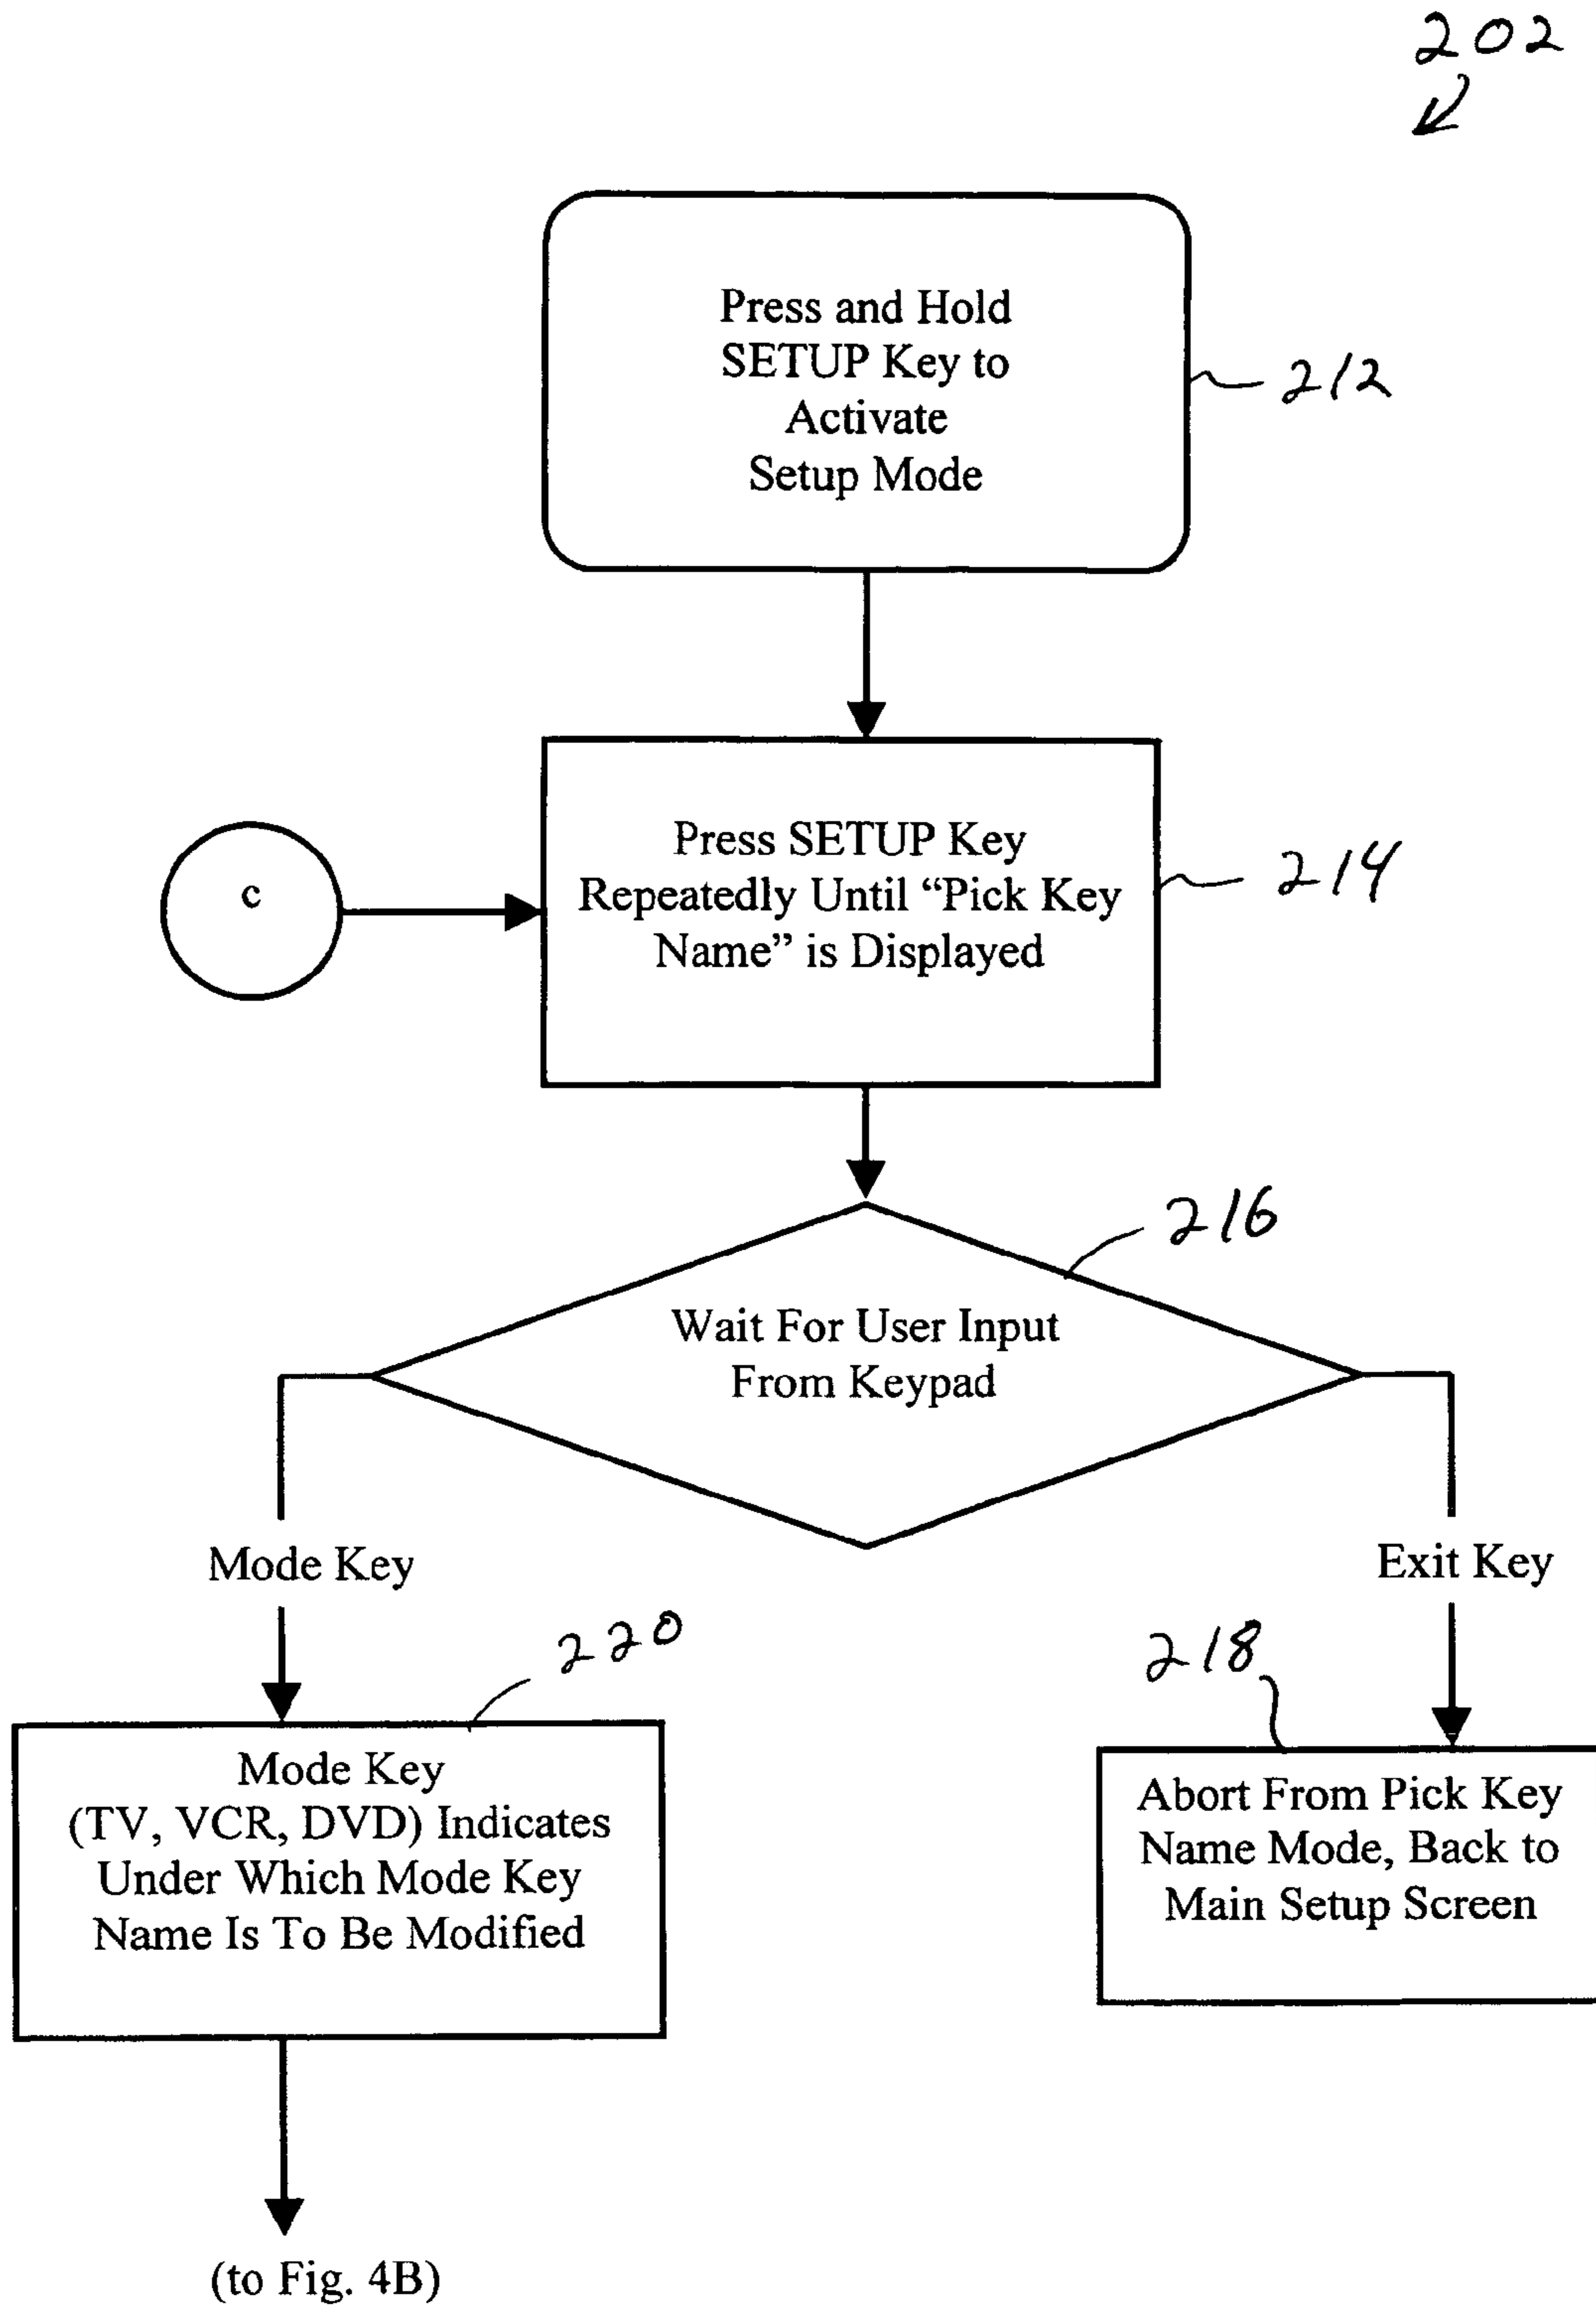 202
Press and Hold
SETUP Key to
Activate
Setup Mode
212
c
Press SETUP Key
Repeatedly Until “Pick Key
Name” is Displayed
214
216
Wait For User Input
From Keypad
Mode Key
Exit Key
220
218
Mode Key
(TV, VCR, DVD) Indicates
Under Which Mode Key
Name Is To Be Modified
Abort From Pick Key
Name Mode, Back to
Main Setup Screen
(to Fig. 4B)